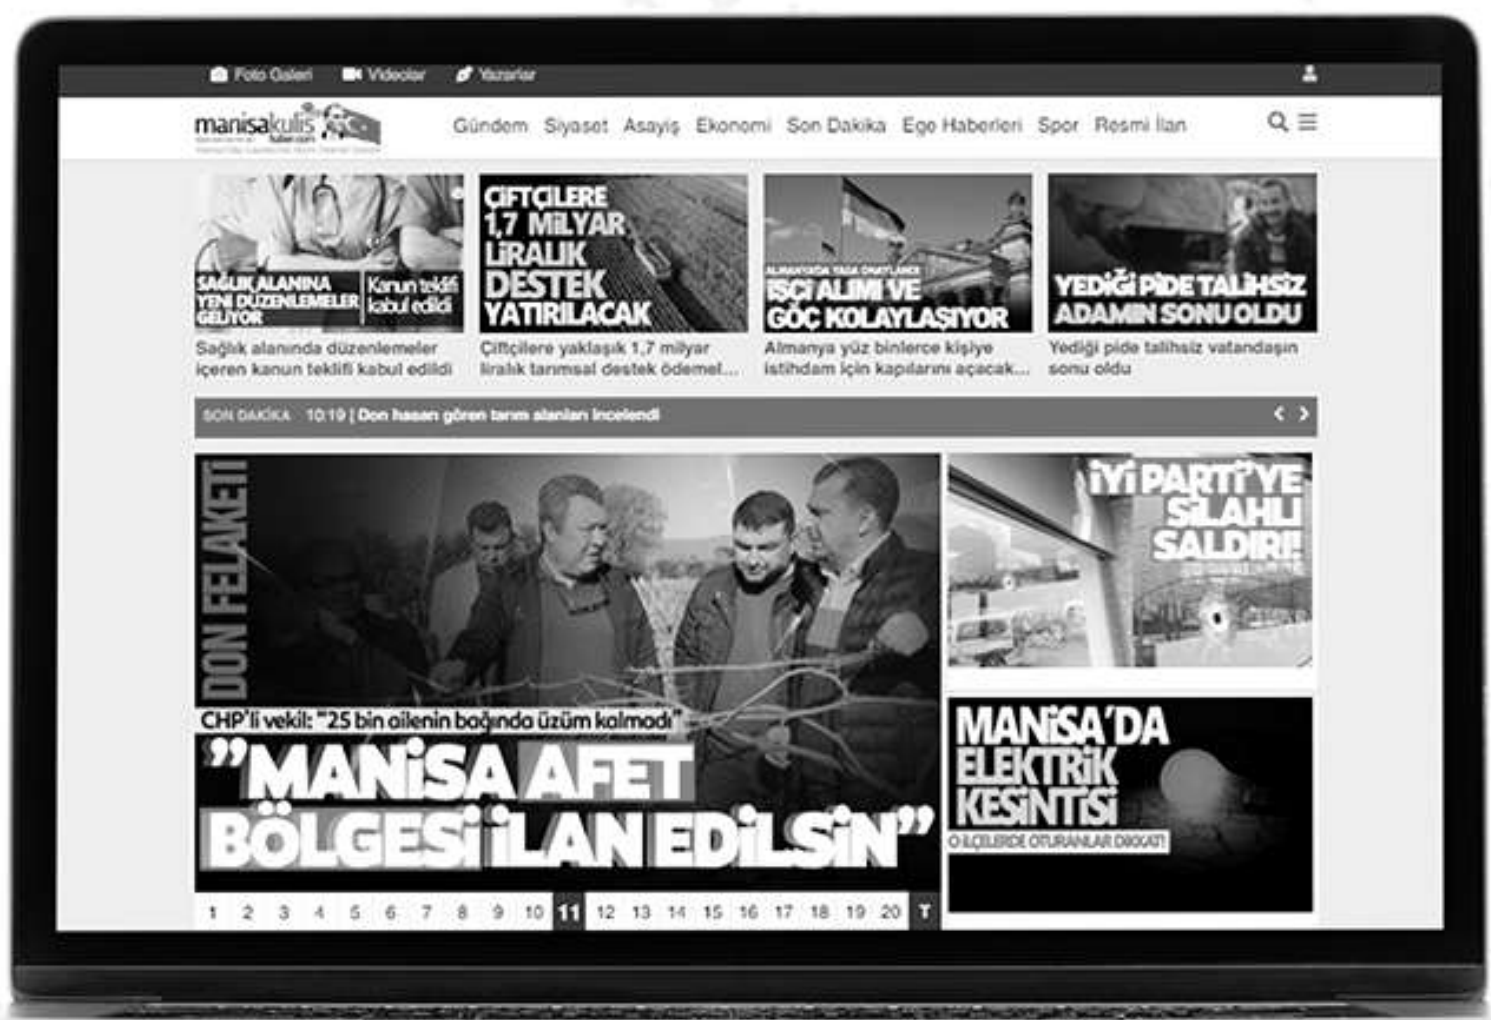 Foto Galeri Videolar Yazarlar
manisakulis
haber.com
Gündem Siyaset Asayiş Ekonomi Son Dakika Ege Haberleri Spor Resmi İlan
SAĞLIK ALANINA
YENİ DÜZENLEMELER
GELİYOR
Kanun teklifi
kabul edildi
Sağlık alanında düzenlemeler
içeren kanun teklifi kabul edildi
ÇİFTÇİLERE
1,7 MİLYAR
LİRALIK
DESTEK
YATIRILACAK
Çiftçilere yaklaşık 1,7 milyar
liralık tarımsal destek ödemel...
ALMANYA'DA YASA ONAYLANDI
İŞÇİ ALIMI VE
GÖÇ KOLAYLAŞIYOR
Almanya yüz binlerce kişiye
istihdam için kapılarını açacak...
YEDİĞİ PİDE TALİHSİZ
ADAMIN SONU OLDU
Yediği pide talihsiz vatandaşın
sonu oldu
SON DAKİKA 10:19 | Don hasarı gören tarım alanları incelendi
DON FELAKETİ
CHP'li vekil: "25 bin ailenin bağında üzüm kalmadı"
"MANİSA AFET
BÖLGESİ İLAN EDİLSİN"
1 2 3 4 5 6 7 8 9 10 11 12 13 14 15 16 17 18 19 20 T
İYİ PARTİ'YE
SİLAHLI
SALDIRI!
MANİSA'DA
ELEKTRİK
KESİNTİSİ
O İLÇELERDE OTURANLAR DİKKAT!